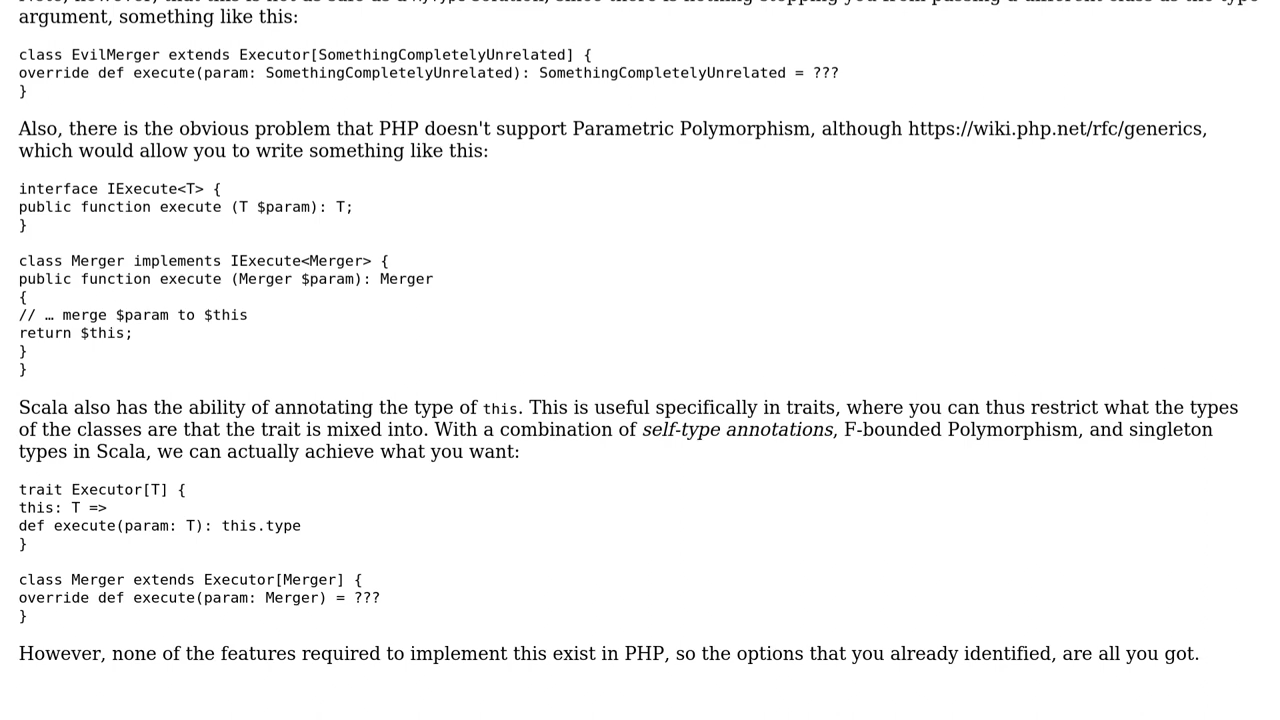 argument, something like this:
class EvilMerger extends Executor[SomethingCompletelyUnrelated] {
override def execute(param: SomethingCompletelyUnrelated): SomethingCompletelyUnrelated = ???
}
Also, there is the obvious problem that PHP doesn't support Parametric Polymorphism, although https://wiki.php.net/rfc/generics,
which would allow you to write something like this:
interface IExecute<T> {
public function execute (T $param): T;
}
class Merger implements IExecute<Merger> {
public function execute (Merger $param): Merger
{
// … merge $param to $this
return $this;
}
}
Scala also has the ability of annotating the type of this. This is useful specifically in traits, where you can thus restrict what the types
of the classes are that the trait is mixed into. With a combination of self-type annotations, F-bounded Polymorphism, and singleton
types in Scala, we can actually achieve what you want:
trait Executor[T] {
this: T =>
def execute(param: T): this.type
}
class Merger extends Executor[Merger] {
override def execute(param: Merger) = ???
}
However, none of the features required to implement this exist in PHP, so the options that you already identified, are all you got.